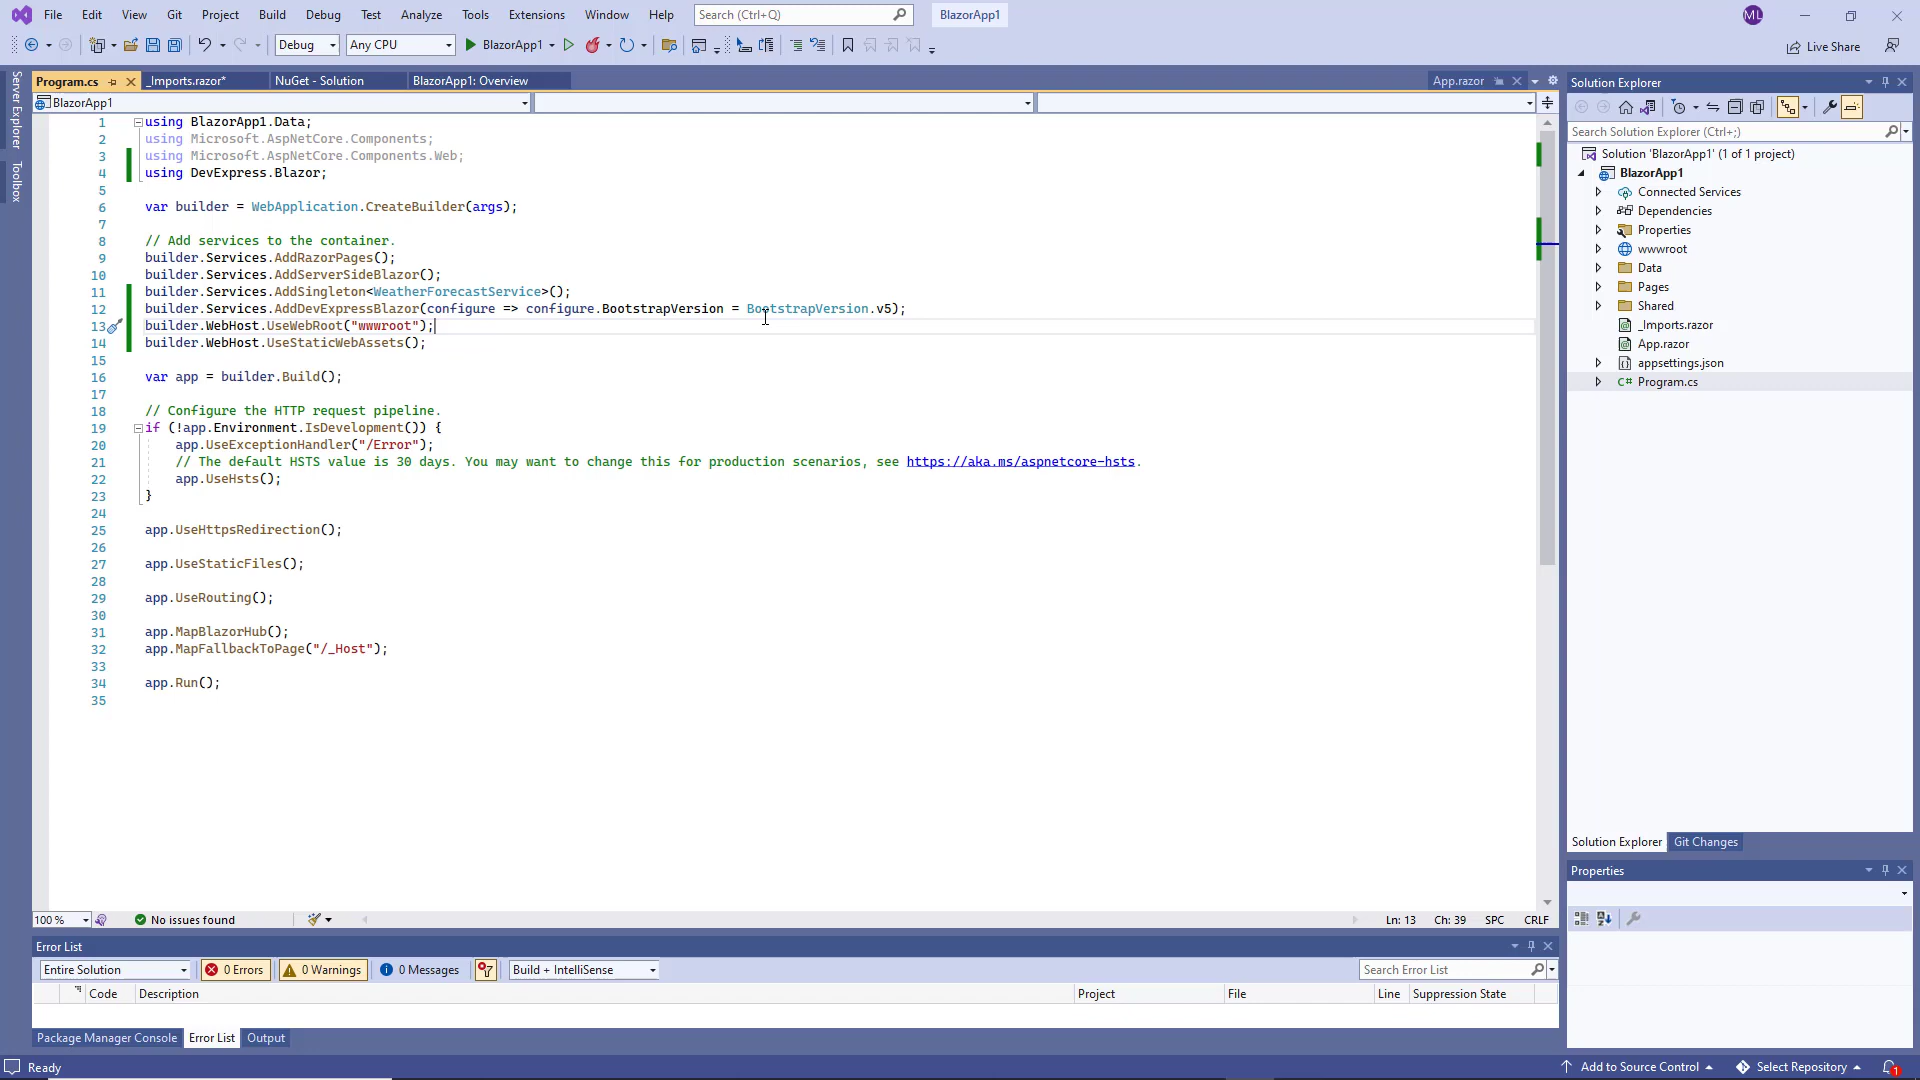 File Edit View Git Project Build Debug Test Analyze Tools Extensions Window Help Search (Ctrl+Q) BlazorApp1 ML
Debug Any CPU BlazorApp1 Live Share
Server Explorer
Toolbox
Program.cs _Imports.razor* NuGet - Solution BlazorApp1: Overview App.razor
BlazorApp1
1 using BlazorApp1.Data;
2 using Microsoft.AspNetCore.Components;
3 using Microsoft.AspNetCore.Components.Web;
4 using DevExpress.Blazor;
5
6 var builder = WebApplication.CreateBuilder(args);
7
8 // Add services to the container.
9 builder.Services.AddRazorPages();
10 builder.Services.AddServerSideBlazor();
11 builder.Services.AddSingleton<WeatherForecastService>();
12 builder.Services.AddDevExpressBlazor(configure => configure.BootstrapVersion = BootstrapVersion.v5);
13 builder.WebHost.UseWebRoot("wwwroot");
14 builder.WebHost.UseStaticWebAssets();
15
16 var app = builder.Build();
17
18 // Configure the HTTP request pipeline.
19 if (!app.Environment.IsDevelopment()) {
20 app.UseExceptionHandler("/Error");
21 // The default HSTS value is 30 days. You may want to change this for production scenarios, see https://aka.ms/aspnetcore-hsts.
22 app.UseHsts();
23 }
24
25 app.UseHttpsRedirection();
26
27 app.UseStaticFiles();
28
29 app.UseRouting();
30
31 app.MapBlazorHub();
32 app.MapFallbackToPage("/_Host");
33
34 app.Run();
35
100 % No issues found Ln: 13 Ch: 39 SPC CRLF
Error List
Entire Solution 0 Errors 0 Warnings 0 Messages Build + IntelliSense Search Error List
Code Description Project File Line Suppression State
Package Manager Console Error List Output
Solution Explorer
Search Solution Explorer (Ctrl+;)
Solution 'BlazorApp1' (1 of 1 project)
BlazorApp1
Connected Services
Dependencies
Properties
wwwroot
Data
Pages
Shared
_Imports.razor
App.razor
appsettings.json
C# Program.cs
Solution Explorer Git Changes
Properties
Ready Add to Source Control Select Repository 1